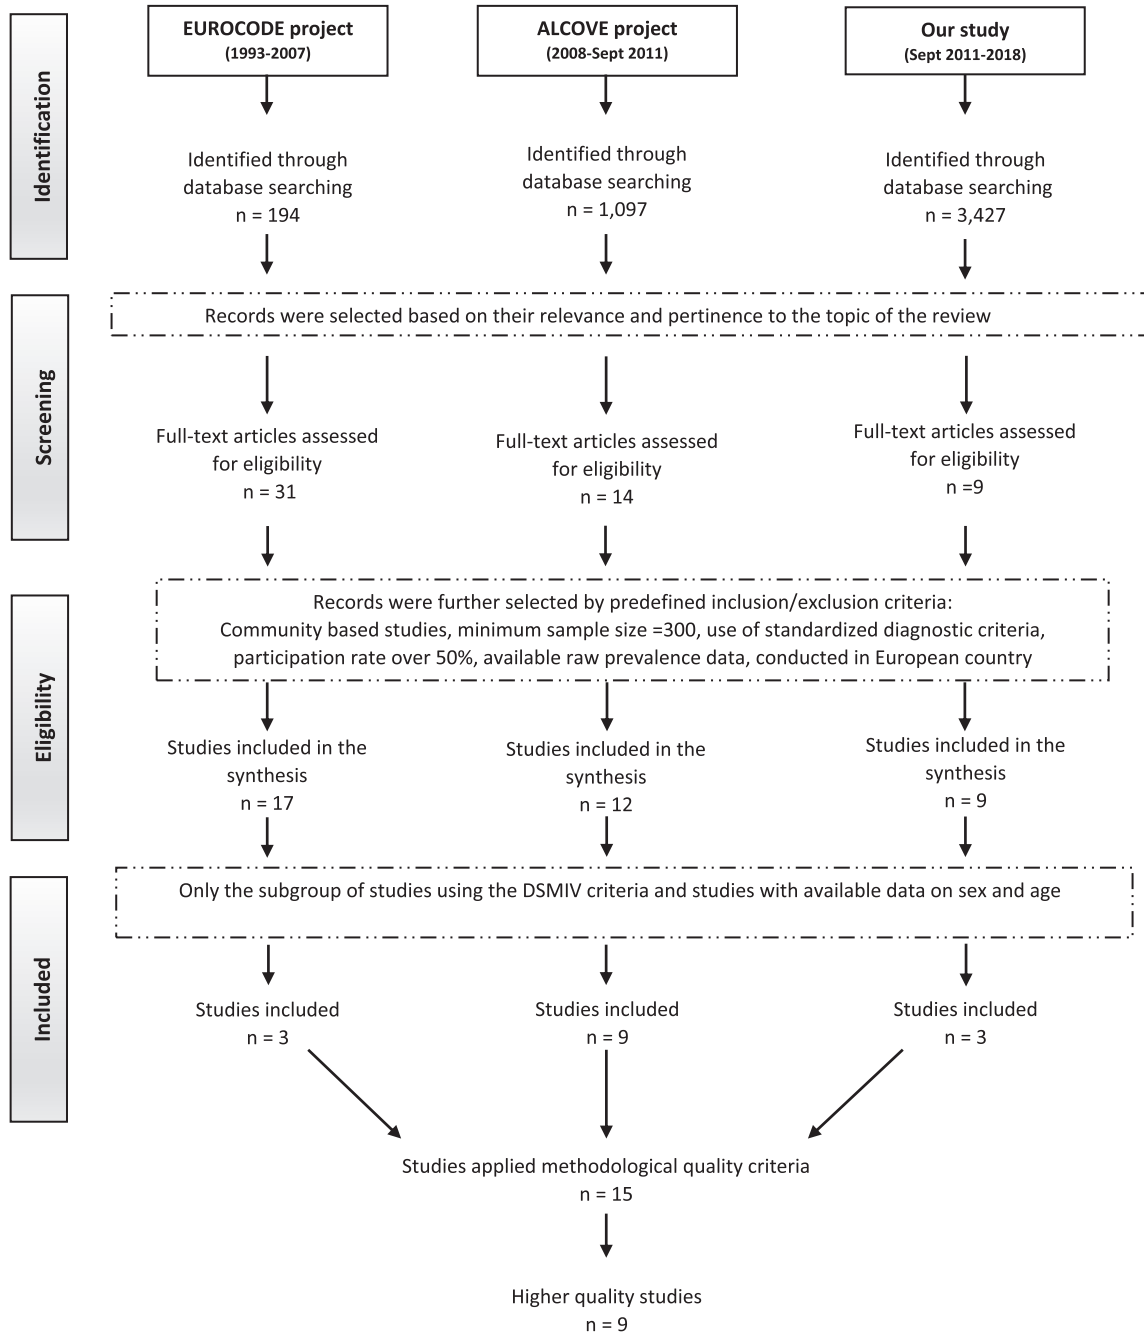 Identification
EUROCODE project
(1993-2007)
ALCOVE project
(2008-Sept 2011)
Our study
(Sept 2011-2018)
Identified through
database searching
n = 194
Identified through
database searching
n = 1,097
Identified through
database searching
n = 3,427
Screening
Records were selected based on their relevance and pertinence to the topic of the review
Full-text articles assessed
for eligibility
n = 31
Full-text articles assessed
for eligibility
n = 14
Full-text articles assessed
for eligibility
n =9
Eligibility
Records were further selected by predefined inclusion/exclusion criteria:
Community based studies, minimum sample size =300, use of standardized diagnostic criteria,
participation rate over 50%, available raw prevalence data, conducted in European country
Studies included in the
synthesis
n = 17
Studies included in the
synthesis
n = 12
Studies included in the
synthesis
n = 9
Included
Only the subgroup of studies using the DSMIV criteria and studies with available data on sex and age
Studies included
n = 3
Studies included
n = 9
Studies included
n = 3
Studies applied methodological quality criteria
n = 15
Higher quality studies
n = 9